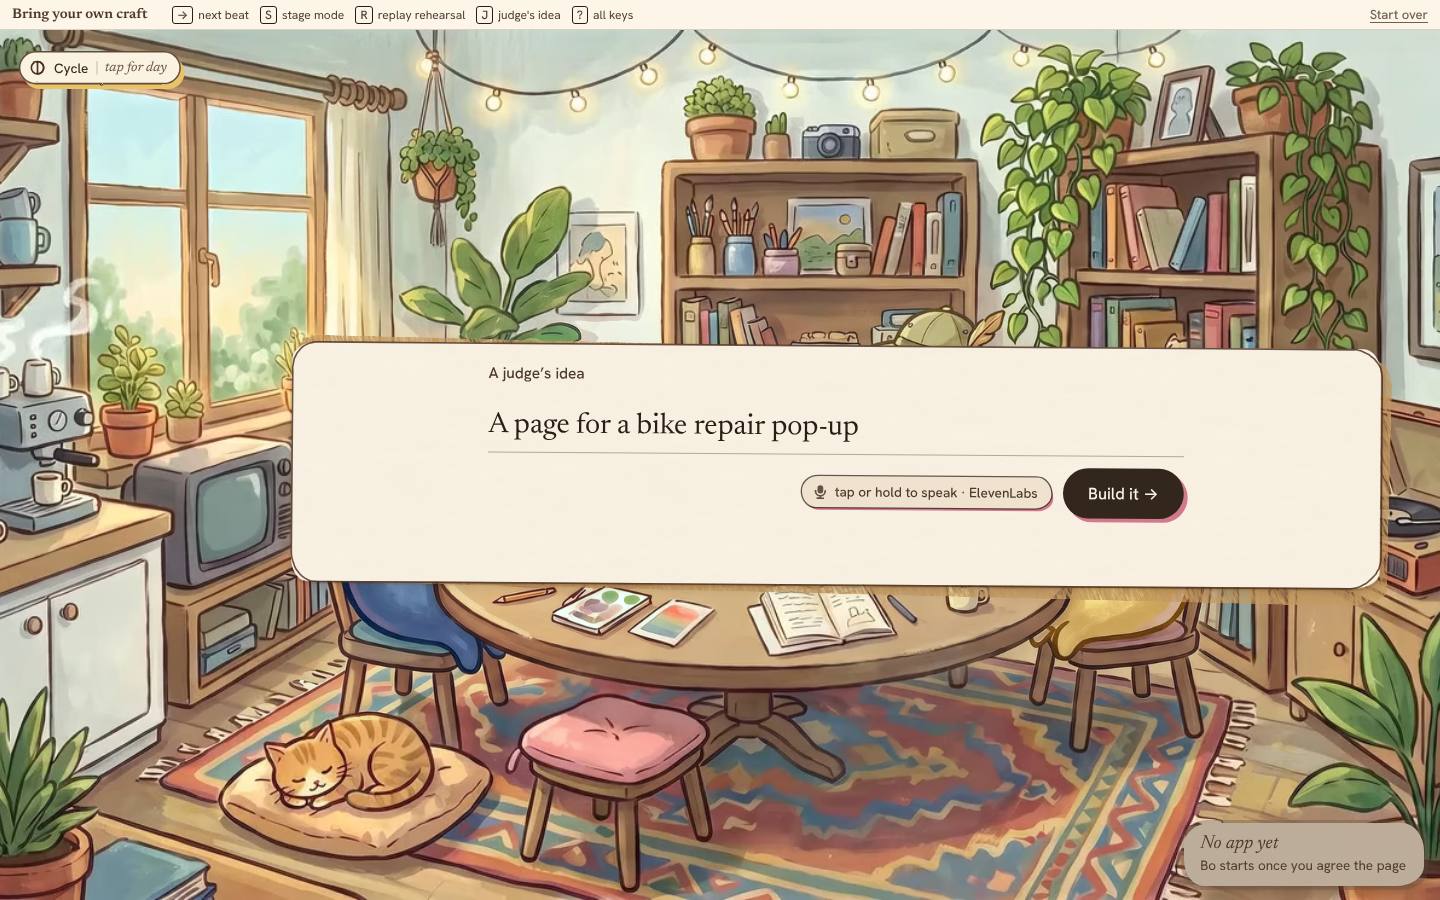 Bring your own craft → next beat S stage mode R replay rehearsal J judge's idea ? all keys Start over
Cycle | tap for day
A judge’s idea
A page for a bike repair pop-up
tap or hold to speak · ElevenLabs
Build it →
No app yet
Bo starts once you agree the page